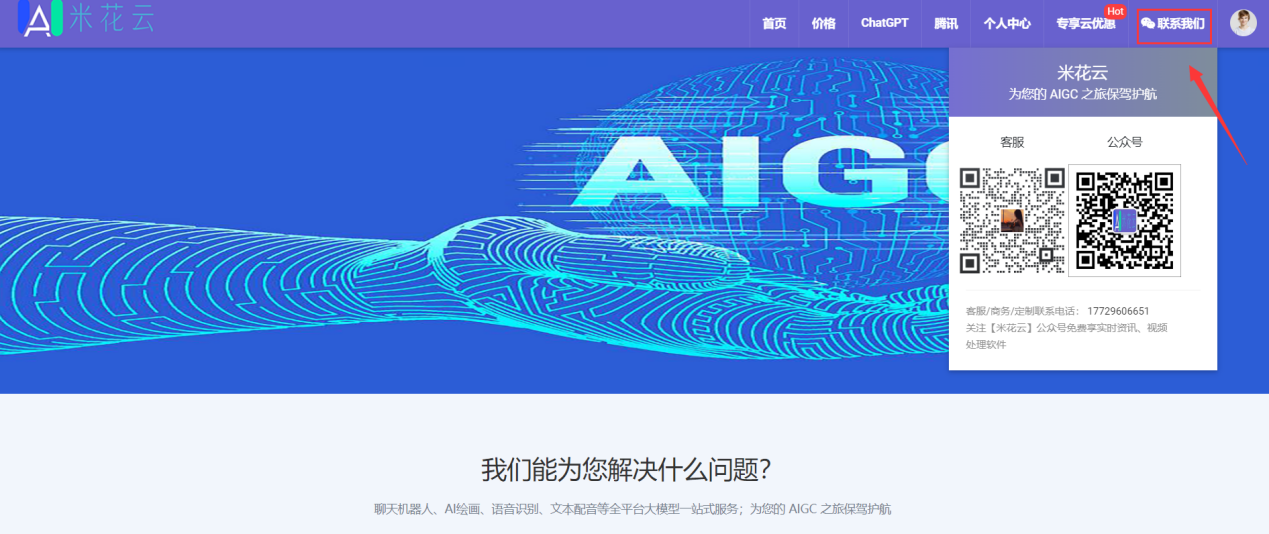 AI 米花云
首页 价格 ChatGPT 腾讯 个人中心 专享云优惠 Hot 联系我们
米花云
为您的 AIGC 之旅保驾护航
客服 公众号
AIGC
客服/商务/定制联系电话： 17729606651
关注【米花云】公众号免费享实时资讯、视频
处理软件
我们能为您解决什么问题？
聊天机器人、AI绘画、语音识别、文本配音等全平台大模型一站式服务；为您的 AIGC 之旅保驾护航